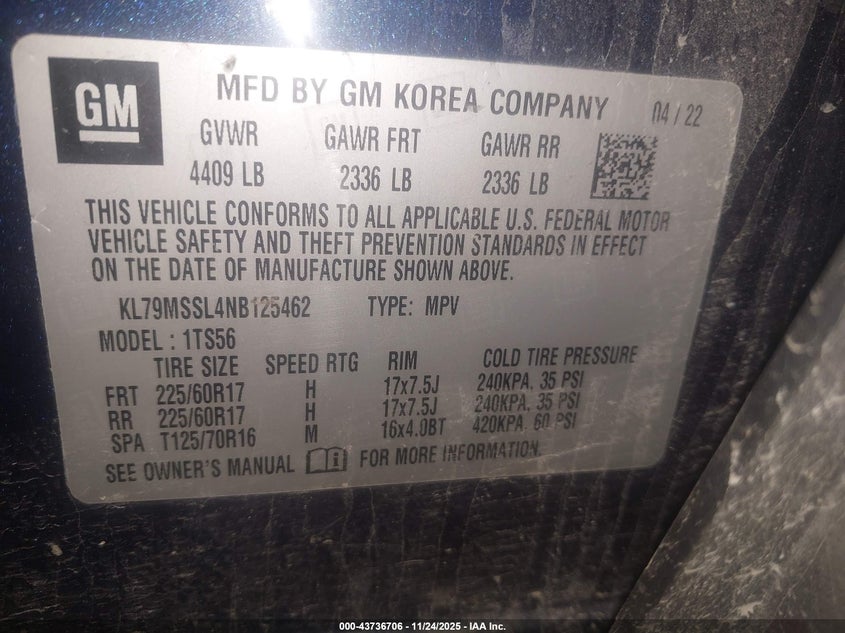 GM
MFD BY GM KOREA COMPANY 04 / 22
GVWR GAWR FRT GAWR RR
4409 LB 2336 LB 2336 LB
THIS VEHICLE CONFORMS TO ALL APPLICABLE U.S. FEDERAL MOTOR
VEHICLE SAFETY AND THEFT PREVENTION STANDARDS IN EFFECT
ON THE DATE OF MANUFACTURE SHOWN ABOVE.
KL79MSSL4NB125462 TYPE: MPV
MODEL : 1TS56
TIRE SIZE SPEED RTG RIM COLD TIRE PRESSURE
FRT 225/60R17 H 17x7.5J 240KPA, 35 PSI
RR 225/60R17 H 17x7.5J 240KPA, 35 PSI
SPA T125/70R16 M 16x4.0BT 420KPA, 60 PSI
SEE OWNER'S MANUAL i FOR MORE INFORMATION.
000-43736706 - 11/24/2025 - IAA Inc.